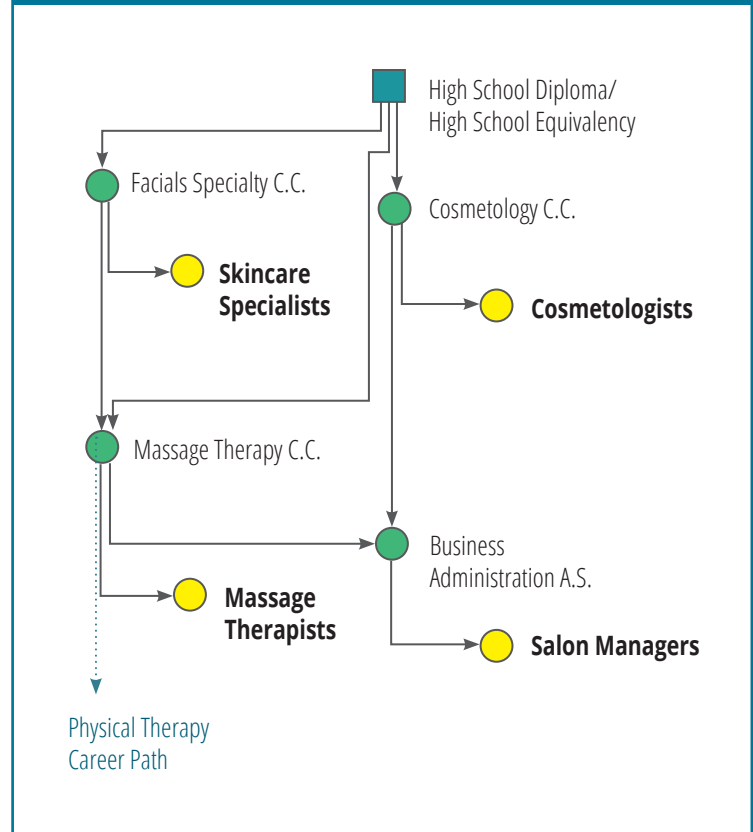 High School Diploma/
High School Equivalency
Facials Specialty C.C.
Cosmetology C.C.
Skincare
Specialists
Cosmetologists
Massage Therapy C.C.
Business
Administration A.S.
Massage
Therapists
Salon Managers
Physical Therapy
Career Path